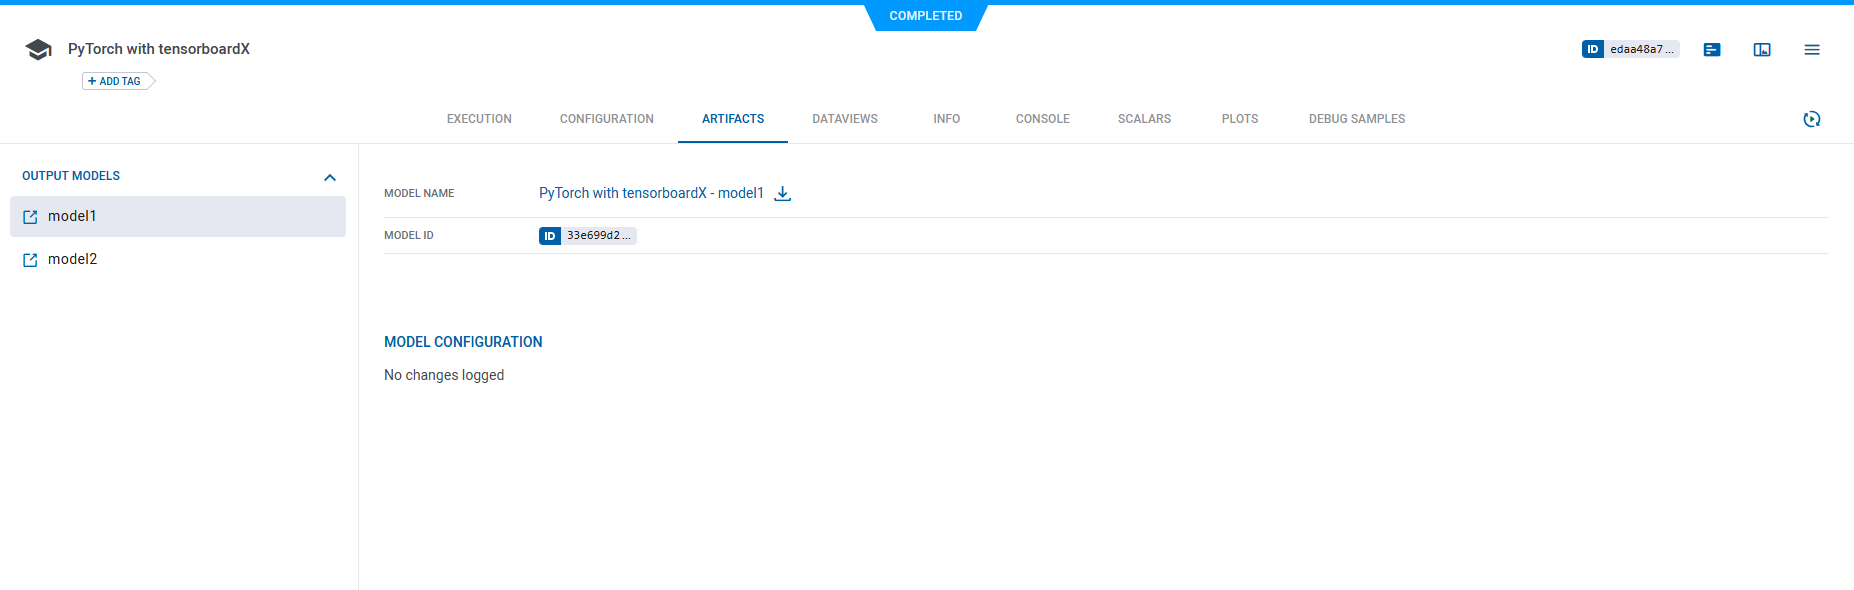 COMPLETED
PyTorch with tensorboardX
ID edaa48a7 ...
+ ADD TAG
EXECUTION CONFIGURATION ARTIFACTS DATAVIEWS INFO CONSOLE SCALARS PLOTS DEBUG SAMPLES
OUTPUT MODELS
model1
model2
MODEL NAME PyTorch with tensorboardX - model1
MODEL ID ID 33e699d2 ...
MODEL CONFIGURATION
No changes logged